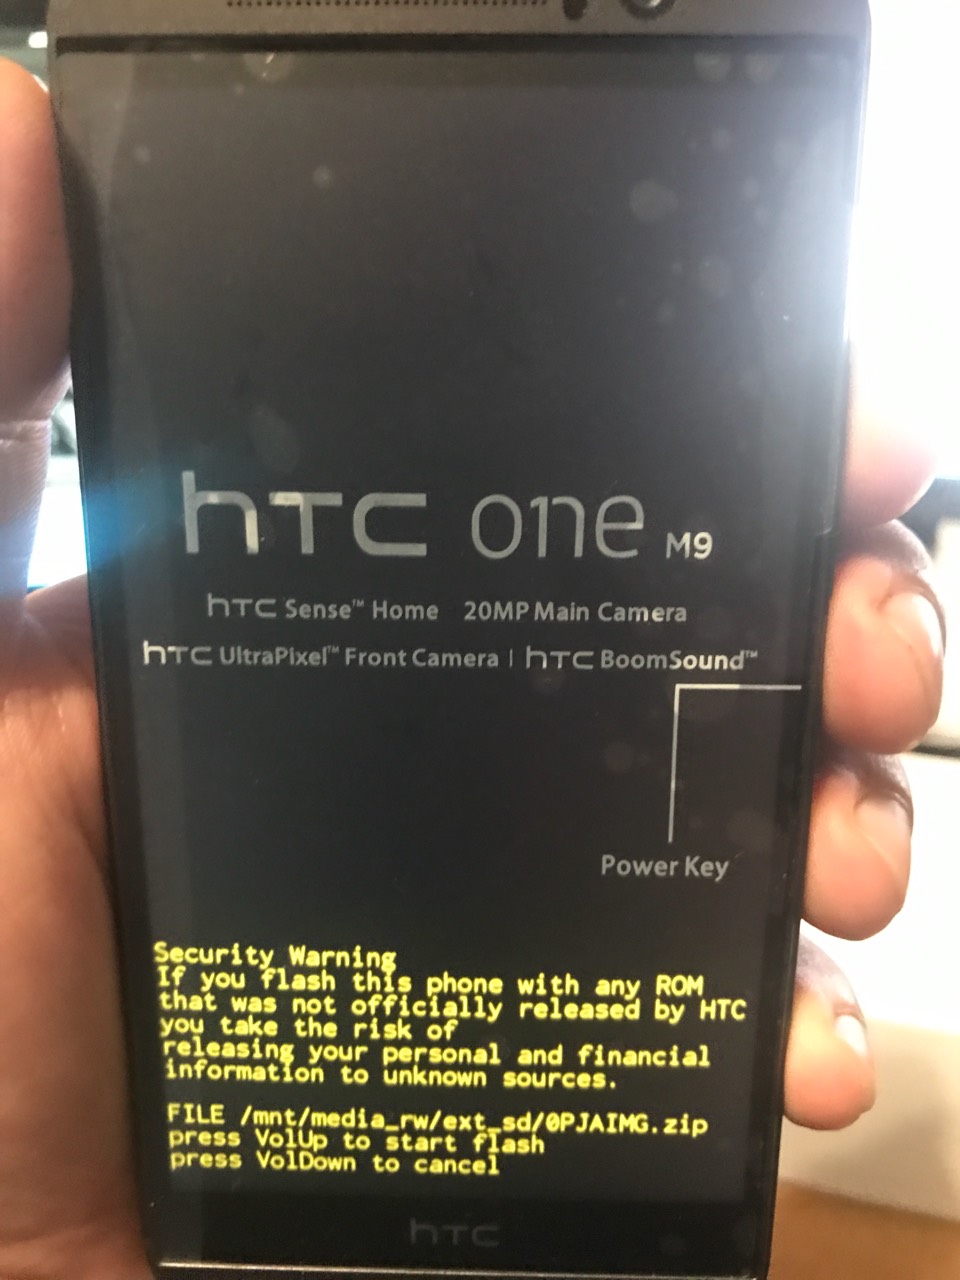 hTC one M9
hTC Sense™ Home 20MP Main Camera
hTC UltraPixel™ Front Camera | hTC BoomSound™
Power Key
Security Warning
If you flash this phone with any ROM
that was not officially released by HTC
you take the risk of
releasing your personal and financial
information to unknown sources.
FILE /mnt/media_rw/ext_sd/0PJAIMG.zip
press VolUp to start flash
press VolDown to cancel
hTC